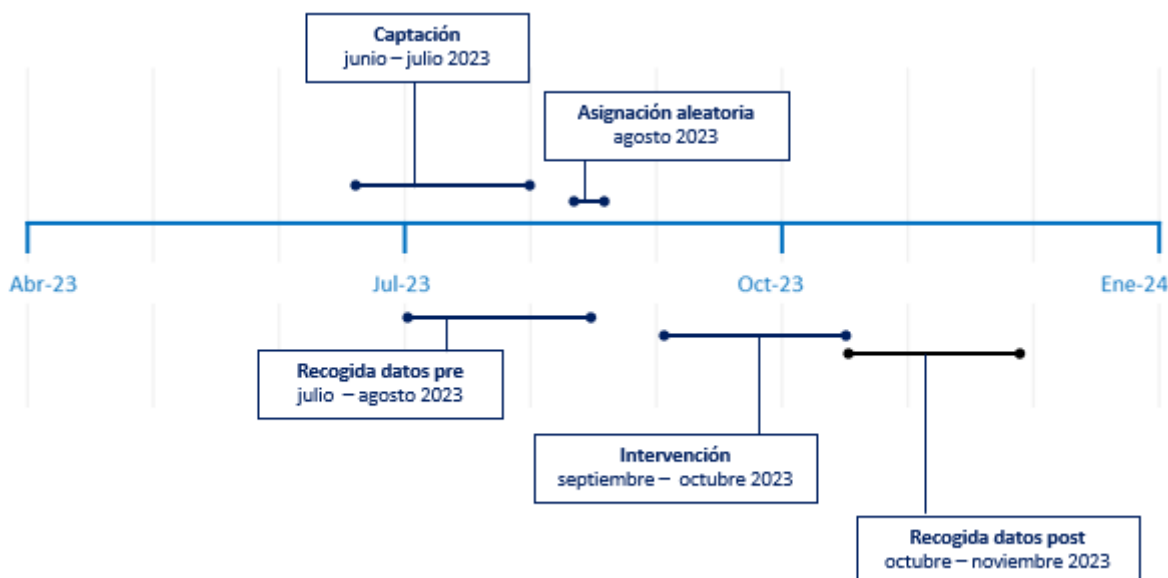 Captación
junio – julio 2023
Asignación aleatoria
agosto 2023
Abr-23
Jul-23
Oct-23
Ene-24
Recogida datos pre
julio – agosto 2023
Intervención
septiembre – octubre 2023
Recogida datos post
octubre – noviembre 2023